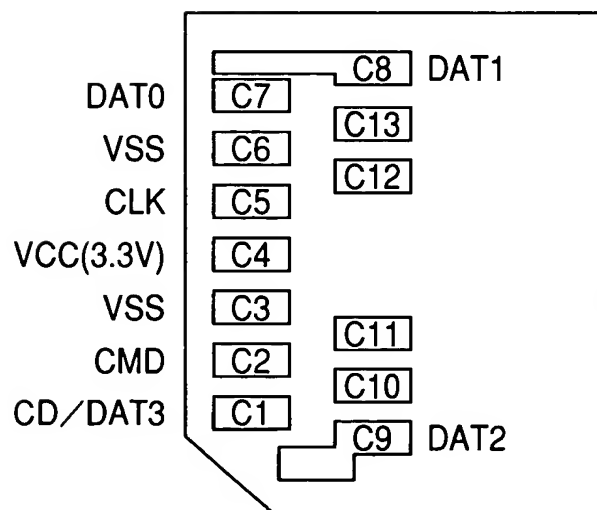 C8 DAT1
DAT0 C7
C13
VSS C6
C12
CLK C5
VCC(3.3V) C4
VSS C3
C11
CMD C2
C10
CD/DAT3 C1
C9 DAT2